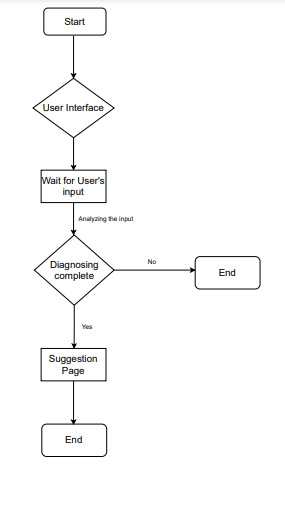 Start
User Interface
Wait for User's
input
Analyzing the input
Diagnosing
complete
No
End
Yes
Suggestion
Page
End